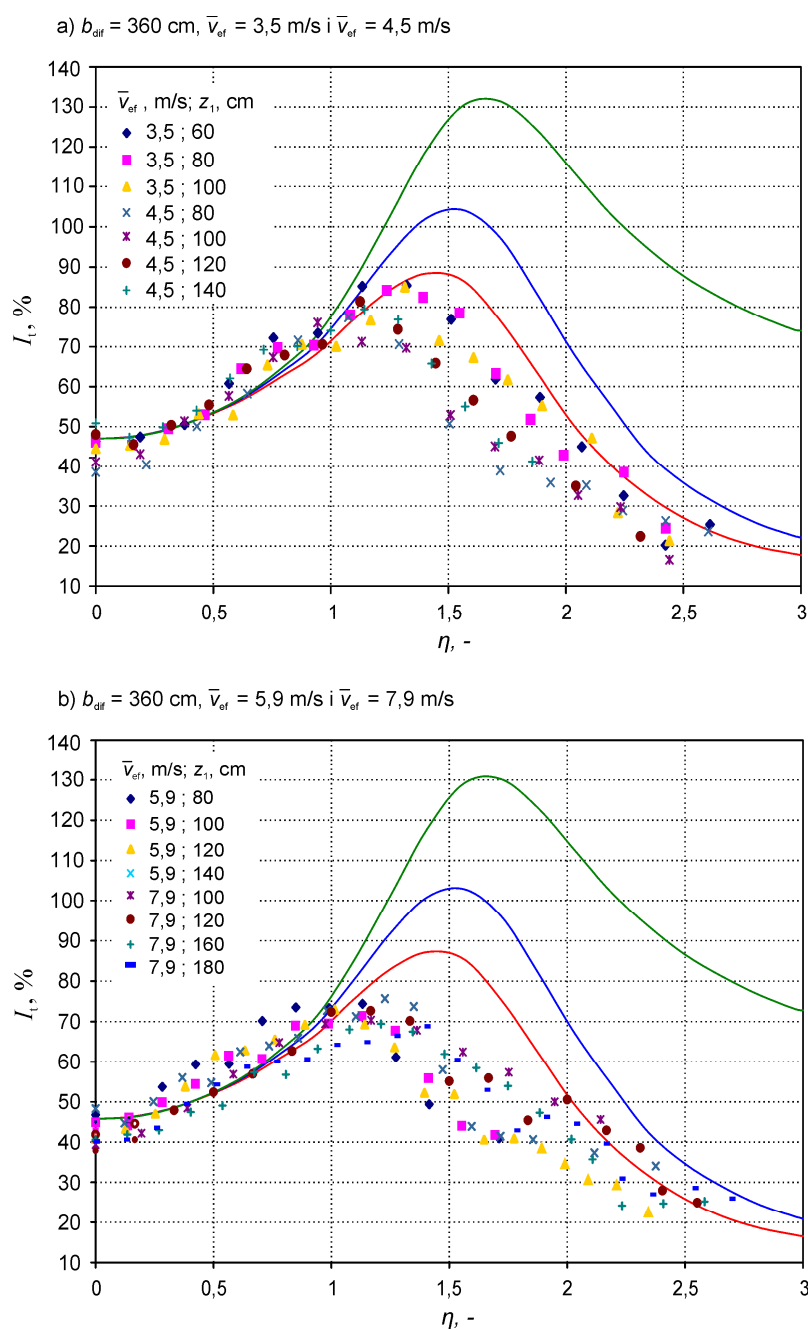 a) b_dif = 360 cm, v̅_ef = 3,5 m/s i v̅_ef = 4,5 m/s
140
130
120
110
100
90
80
70
60
50
40
30
20
10
I_t, %
v̅_ef , m/s; z_1, cm
3,5 ; 60
3,5 ; 80
3,5 ; 100
4,5 ; 80
4,5 ; 100
4,5 ; 120
4,5 ; 140
0 0,5 1 1,5 2 2,5 3
η, -
b) b_dif = 360 cm, v̅_ef = 5,9 m/s i v̅_ef = 7,9 m/s
140
130
120
110
100
90
80
70
60
50
40
30
20
10
I_t, %
v̅_ef, m/s; z_1, cm
5,9 ; 80
5,9 ; 100
5,9 ; 120
5,9 ; 140
7,9 ; 100
7,9 ; 120
7,9 ; 160
7,9 ; 180
0 0,5 1 1,5 2 2,5 3
η, -